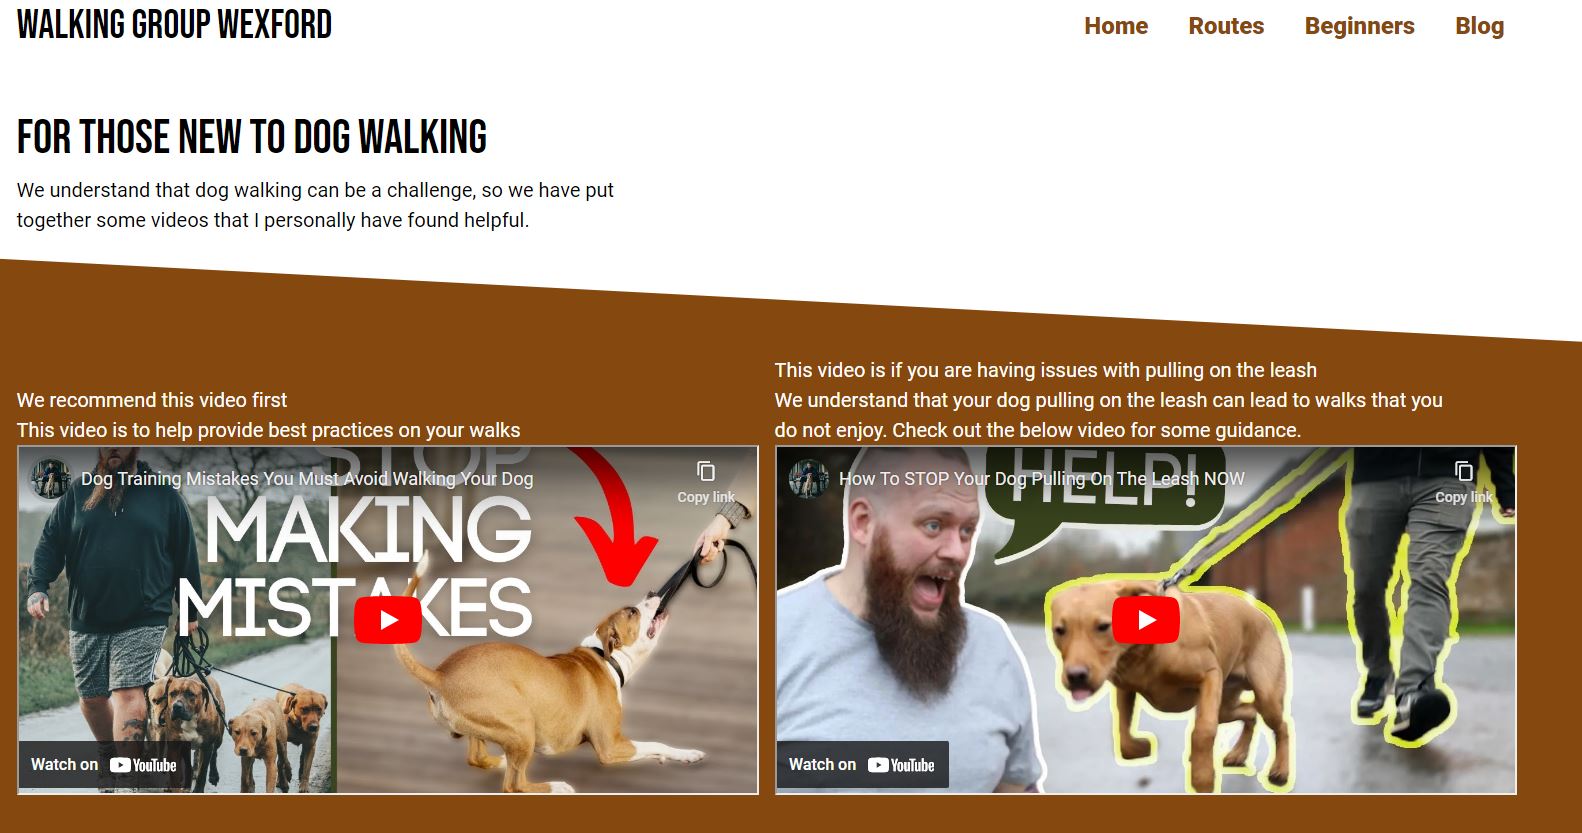 WALKING GROUP WEXFORD
Home Routes Beginners Blog
FOR THOSE NEW TO DOG WALKING
We understand that dog walking can be a challenge, so we have put
together some videos that I personally have found helpful.
We recommend this video first
This video is to help provide best practices on your walks
STOP
Dog Training Mistakes You Must Avoid Walking Your Dog
Copy link
MAKING
MISTAKES
Watch on YouTube
This video is if you are having issues with pulling on the leash
We understand that your dog pulling on the leash can lead to walks that you
do not enjoy. Check out the below video for some guidance.
HELP!
How To STOP Your Dog Pulling On The Leash NOW
Copy link
Watch on YouTube